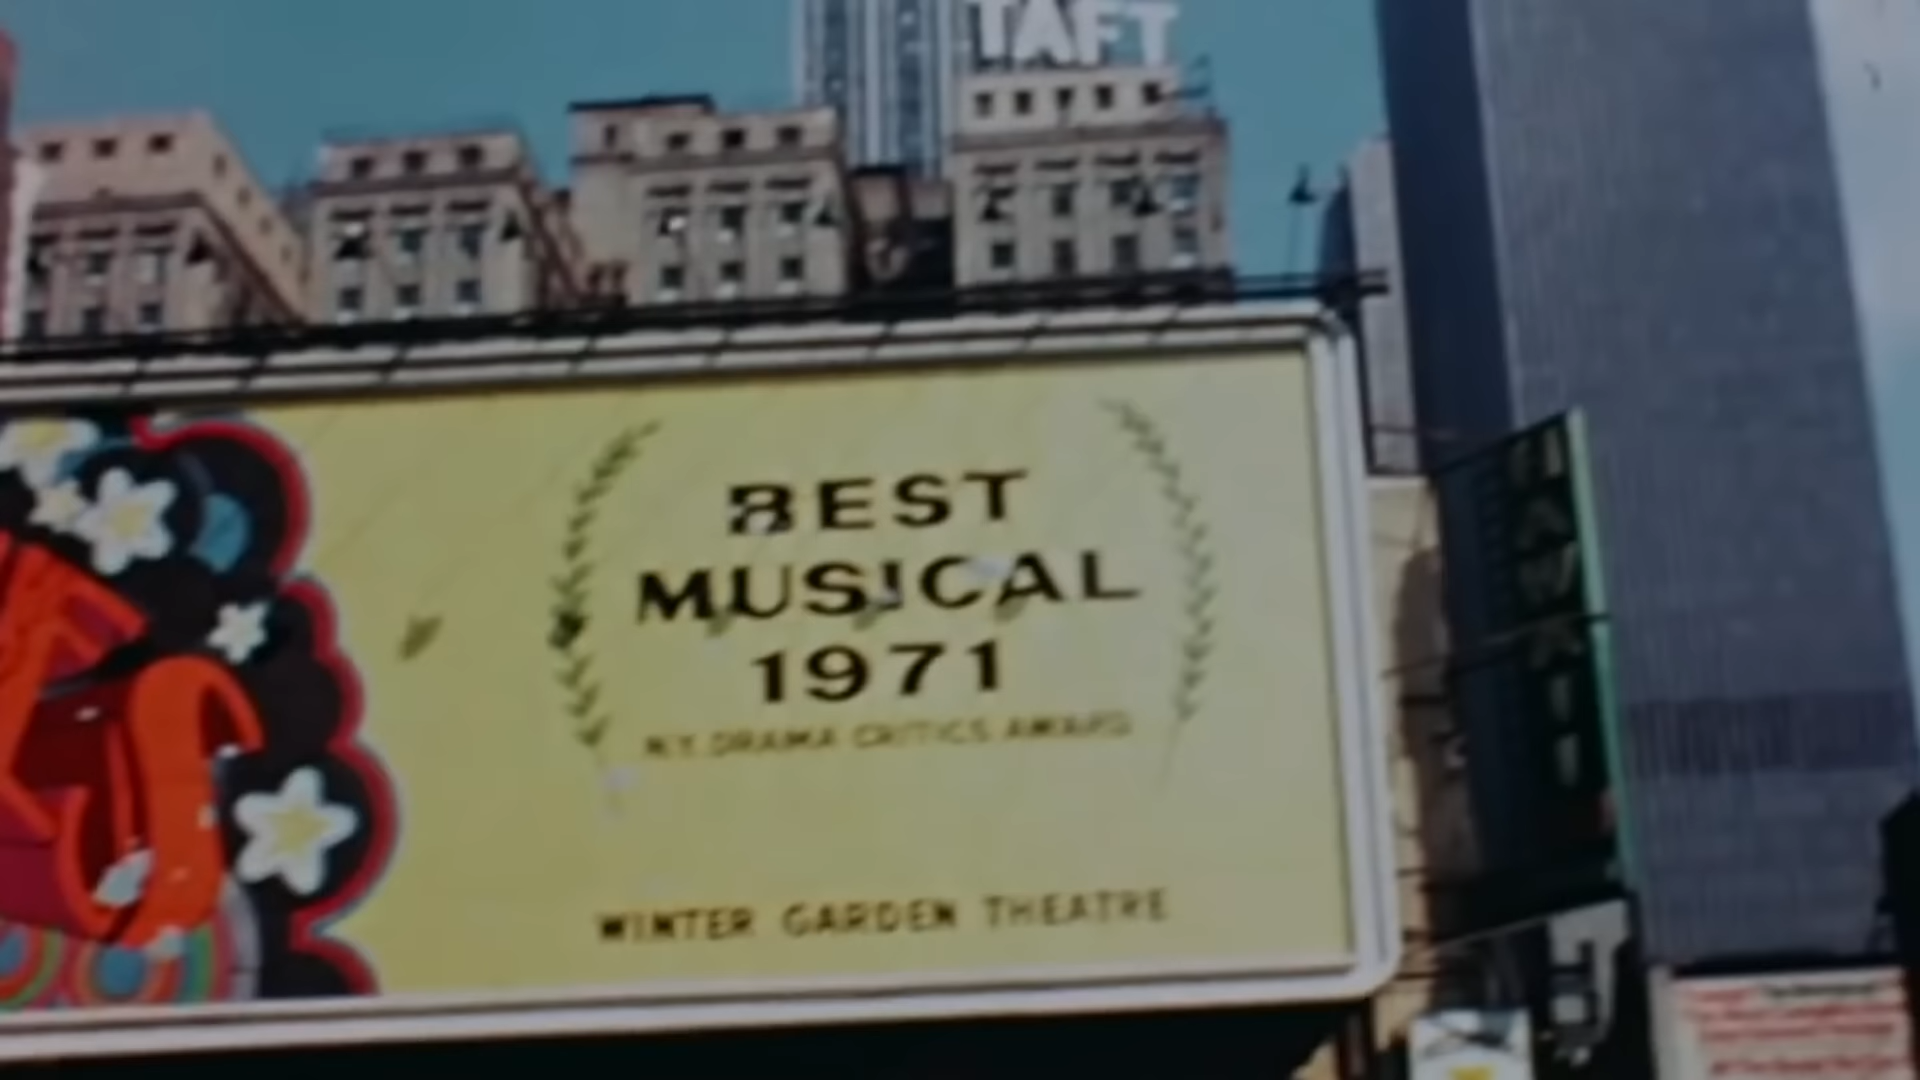 TAFT
BEST
MUSICAL
1971
N.Y. DRAMA CRITICS AWARD
WINTER GARDEN THEATRE